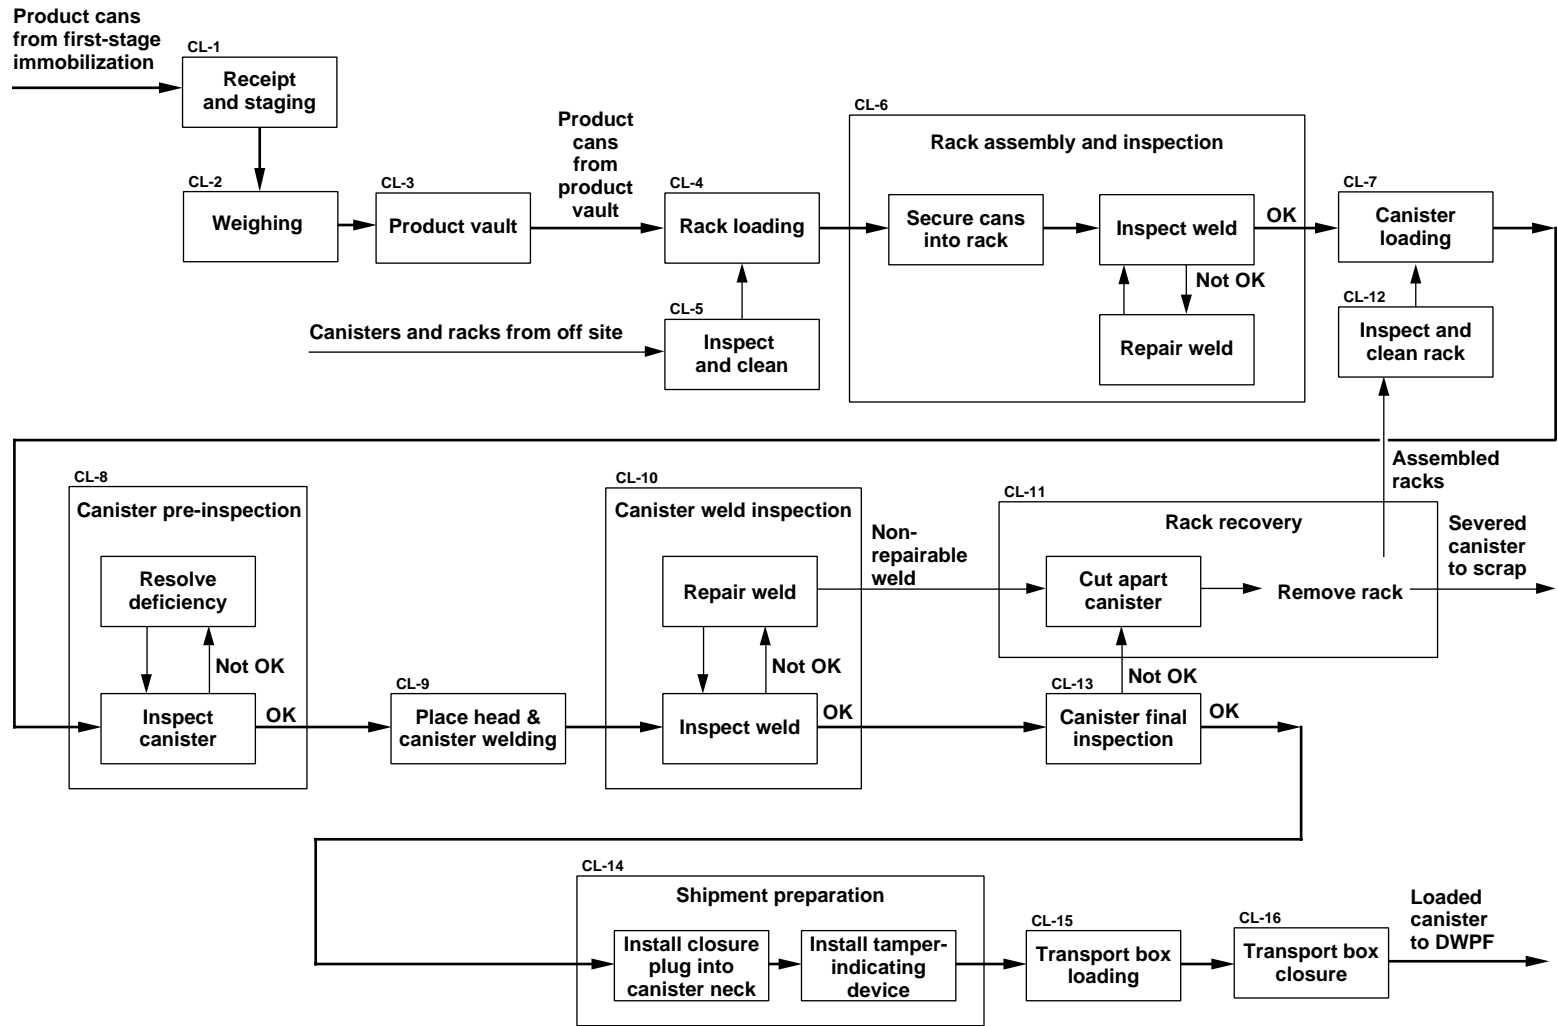 Product cans
from first-stage
immobilization
CL-1
Receipt
and staging
CL-2
Weighing
CL-3
Product vault
Product
cans
from
product
vault
CL-4
Rack loading
CL-5
Inspect
and clean
Canisters and racks from off site
CL-6
Rack assembly and inspection
Secure cans
into rack
Inspect weld
OK
Not OK
Repair weld
CL-7
Canister
loading
CL-12
Inspect and
clean rack
Assembled
racks
CL-8
Canister pre-inspection
Resolve
deficiency
Not OK
Inspect
canister
OK
CL-9
Place head &
canister welding
CL-10
Canister weld inspection
Repair weld
Not OK
Inspect weld
OK
Non-
repairable
weld
CL-11
Rack recovery
Cut apart
canister
Remove rack
Severed
canister
to scrap
Not OK
CL-13
Canister final
inspection
OK
CL-14
Shipment preparation
Install closure
plug into
canister neck
Install tamper-
indicating
device
CL-15
Transport box
loading
CL-16
Transport box
closure
Loaded
canister
to DWPF